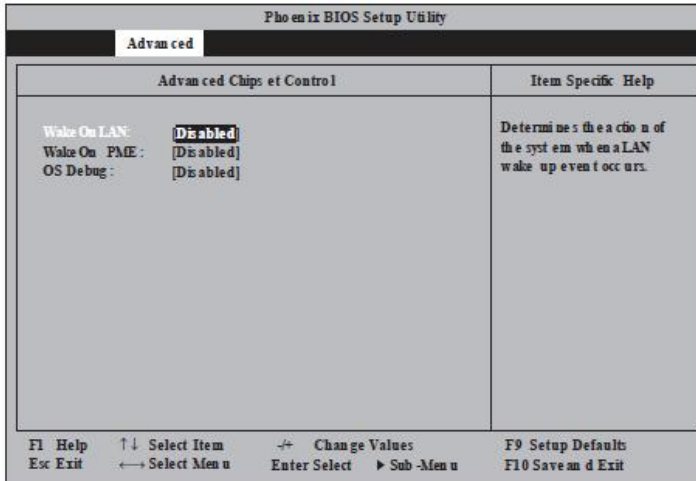 Phoenix BIOS Setup Utility
Advanced
Advanced Chipset Control
Item Specific Help
Wake On LAN: [Disabled]
Wake On PME: [Disabled]
OS Debug: [Disabled]
Determines the action of
the system when a LAN
wake up event occurs.
F1 Help ↑↓ Select Item -/+ Change Values F9 Setup Defaults
Esc Exit ←→ Select Menu Enter Select ▶ Sub-Menu F10 Save and Exit